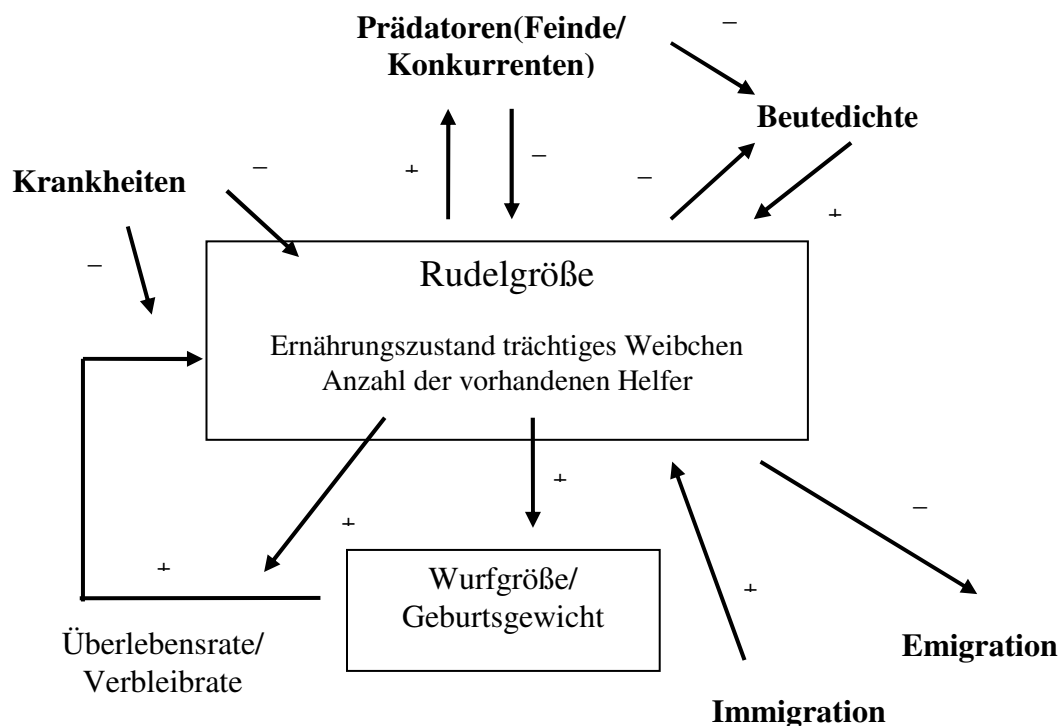 Prädatoren(Feinde/
Konkurrenten)
–
Beutedichte
Krankheiten
–
+
–
–
+
–
Rudelgröße
Ernährungszustand trächtiges Weibchen
Anzahl der vorhandenen Helfer
+
–
+
+
+
Wurfgröße/
Geburtsgewicht
Überlebensrate/
Verbleibrate
Emigration
Immigration